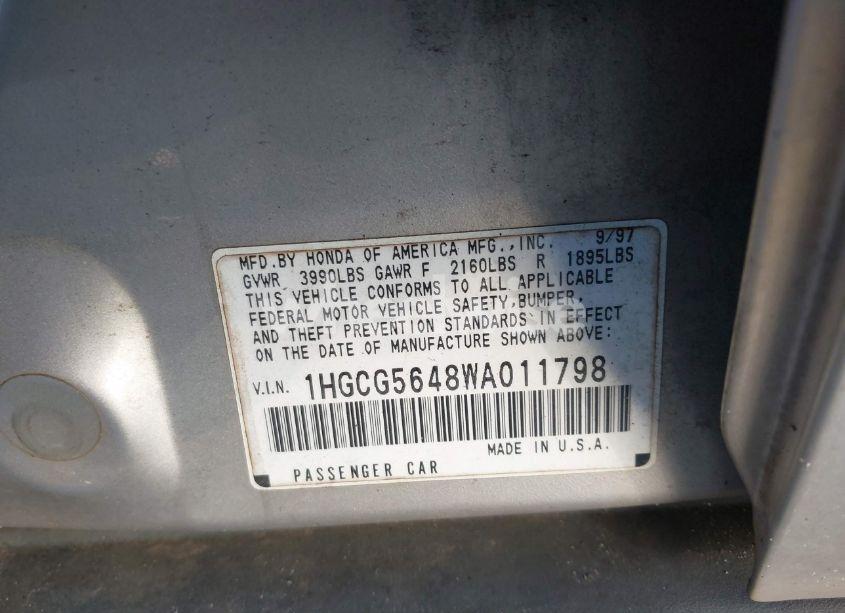 MFD.BY HONDA OF AMERICA MFG.,INC. 9/97
GVWR 3990LBS GAWR F 2160LBS R 1895LBS
THIS VEHICLE CONFORMS TO ALL APPLICABLE
FEDERAL MOTOR VEHICLE SAFETY,BUMPER,
AND THEFT PREVENTION STANDARDS IN EFFECT
ON THE DATE OF MANUFACTURE SHOWN ABOVE:
V.I.N. 1HGCG5648WA011798
MADE IN U.S.A.
PASSENGER CAR